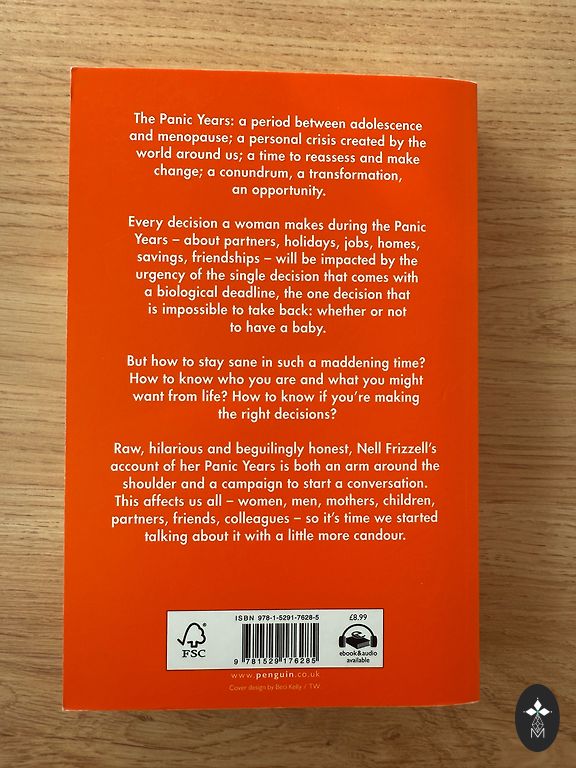 The Panic Years: a period between adolescence
and menopause; a personal crisis created by the
world around us; a time to reassess and make
change; a conundrum, a transformation,
an opportunity.
Every decision a woman makes during the Panic
Years – about partners, holidays, jobs, homes,
savings, friendships – will be impacted by the
urgency of the single decision that comes with
a biological deadline, the one decision that
is impossible to take back: whether or not
to have a baby.
But how to stay sane in such a maddening time?
How to know who you are and what you might
want from life? How to know if you're making
the right decisions?
Raw, hilarious and beguilingly honest, Nell Frizzell's
account of her Panic Years is both an arm around the
shoulder and a campaign to start a conversation.
This affects us all – women, men, mothers, children,
partners, friends, colleagues – so it's time we started
talking about it with a little more candour.
FSC
ISBN 978-1-5291-7628-5
9 781529 176285
£8.99
ebook&audio
available
www.penguin.co.uk
Cover design by Beci Kelly / TW
M